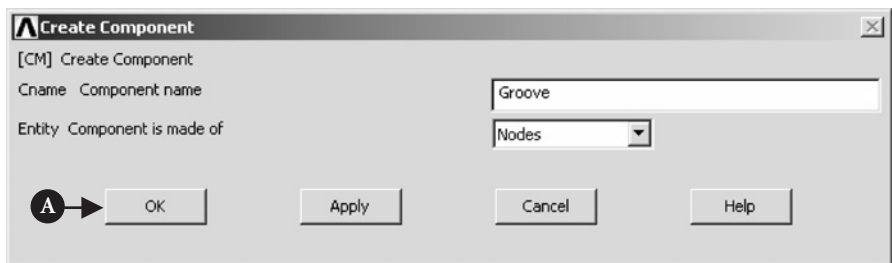 Create Component
[CM] Create Component
Cname Component name
Groove
Entity Component is made of
Nodes
A
OK
Apply
Cancel
Help